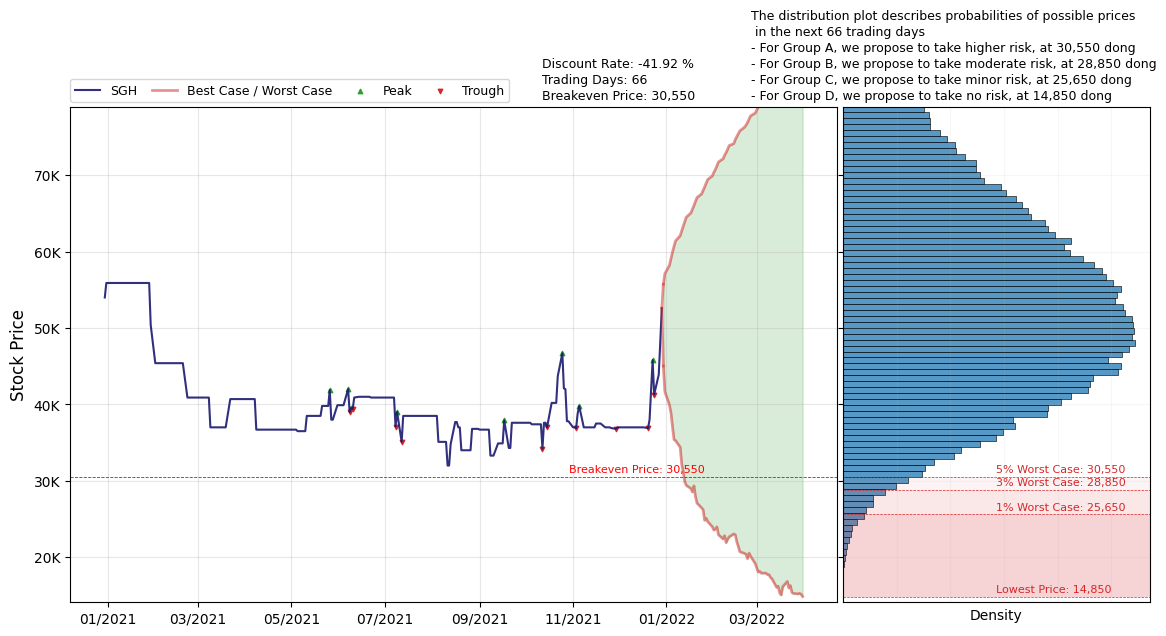 The distribution plot describes probabilities of possible prices
in the next 66 trading days
- For Group A, we propose to take higher risk, at 30,550 dong
- For Group B, we propose to take moderate risk, at 28,850 dong
- For Group C, we propose to take minor risk, at 25,650 dong
- For Group D, we propose to take no risk, at 14,850 dong
Discount Rate: -41.92 %
Trading Days: 66
Breakeven Price: 30,550
SGH
Best Case / Worst Case
Peak
Trough
Stock Price
70K
60K
50K
40K
30K
20K
Breakeven Price: 30,550
5% Worst Case: 30,550
3% Worst Case: 28,850
1% Worst Case: 25,650
Lowest Price: 14,850
01/2021
03/2021
05/2021
07/2021
09/2021
11/2021
01/2022
03/2022
Density